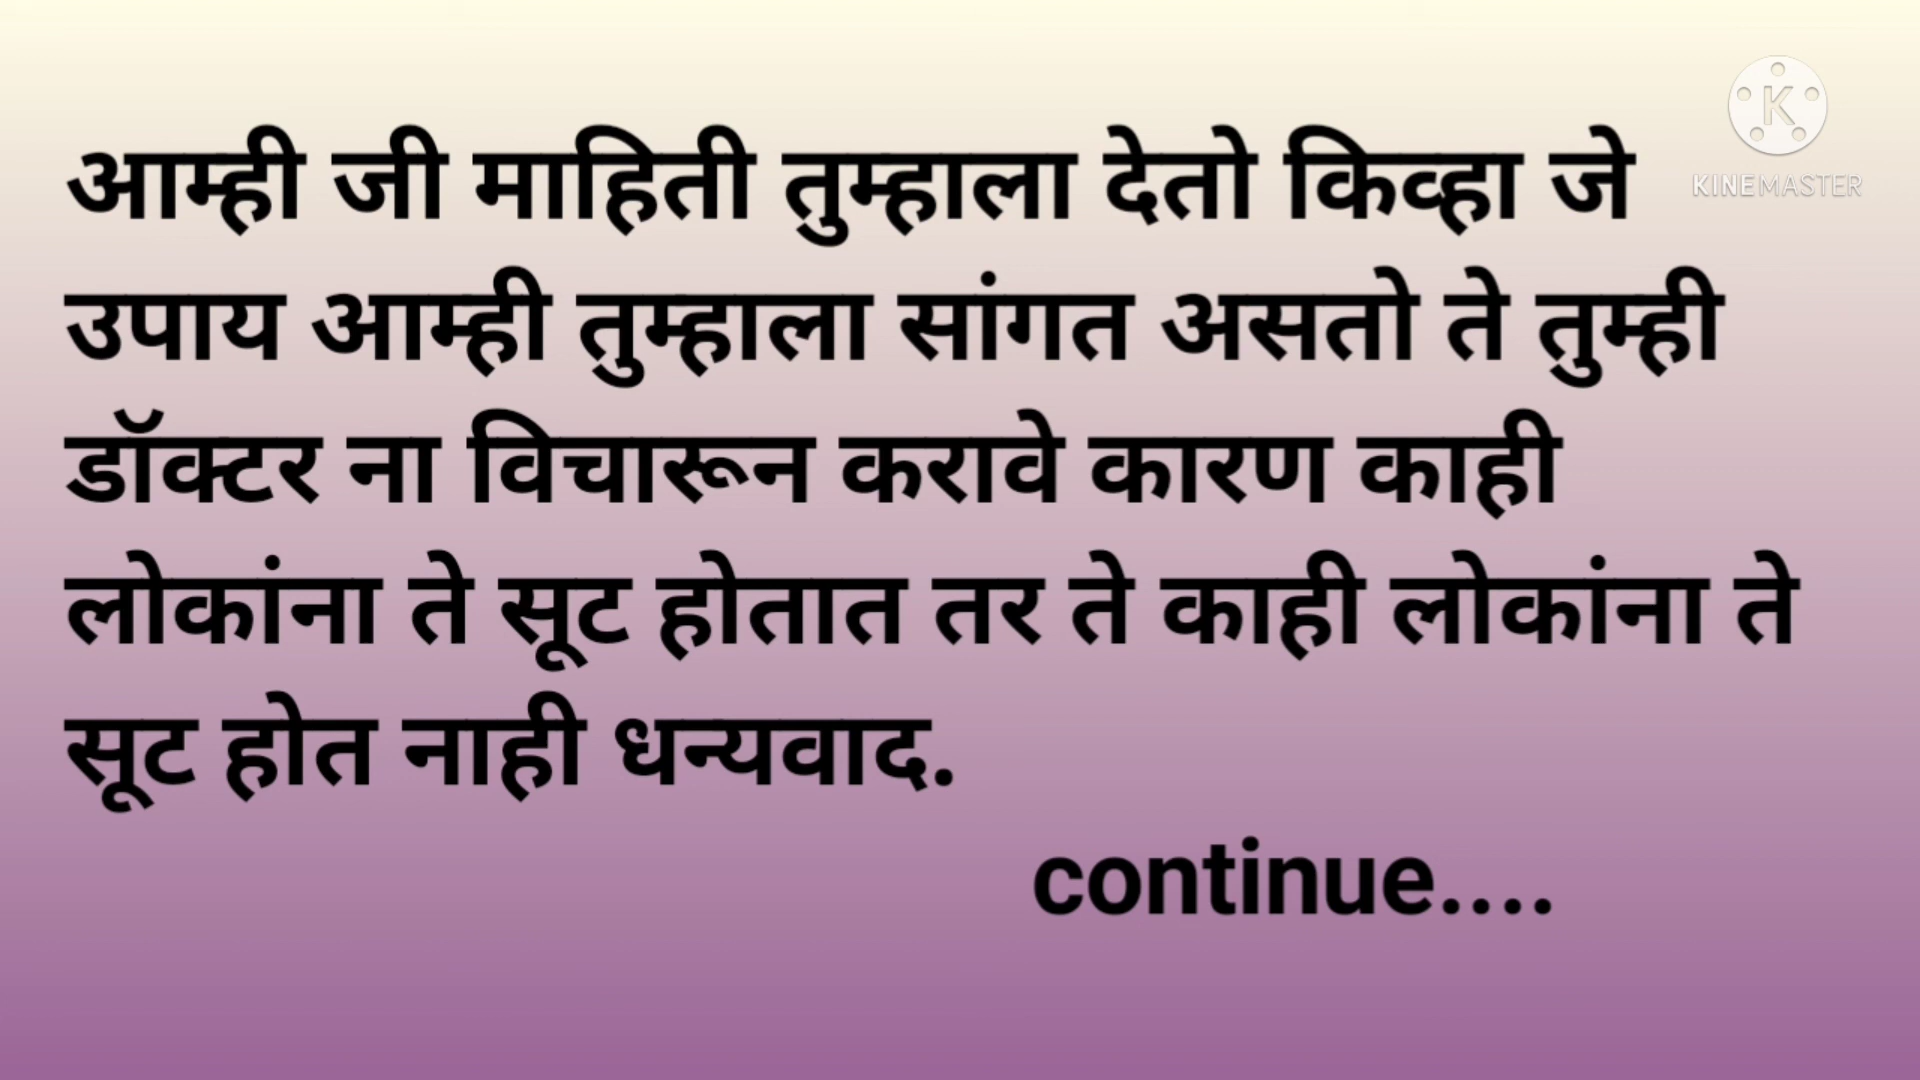 आम्ही जी माहिती तुम्हाला देतो किव्हा जे
उपाय आम्ही तुम्हाला सांगत असतो ते तुम्ही
डॉक्टर ना विचारून करावे कारण काही
लोकांना ते सूट होतात तर ते काही लोकांना ते
सूट होत नाही धन्यवाद.
continue....
K
KINEMASTER